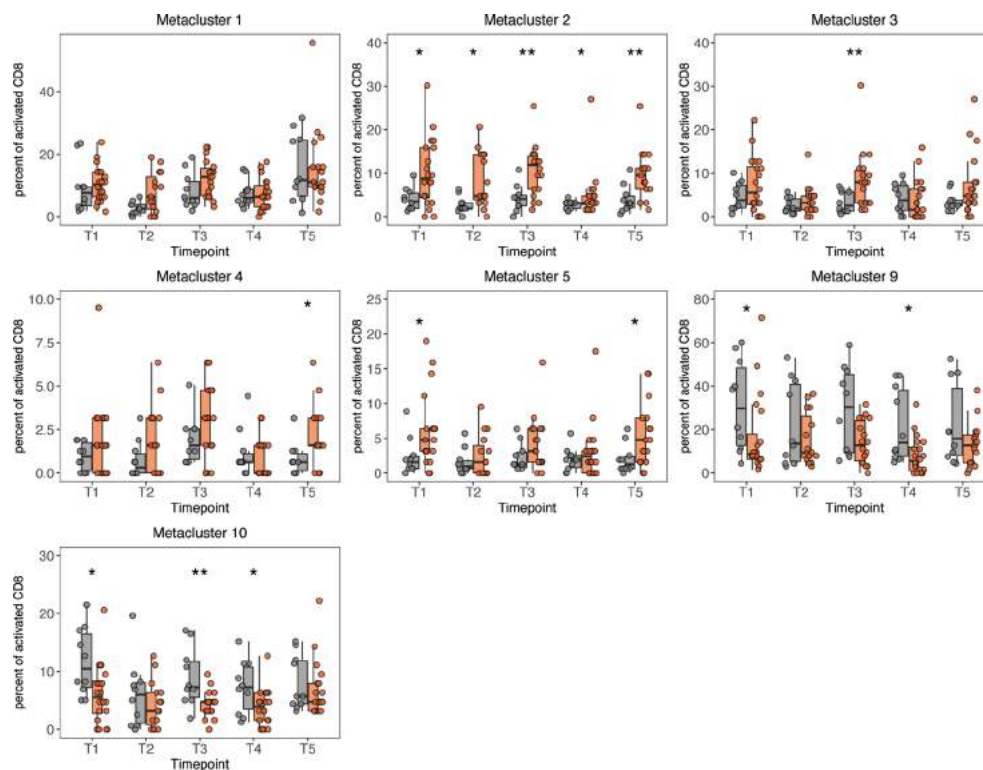 Metacluster 1
percent of activated CD8
40
20
0
T1 T2 T3 T4 T5
Timepoint
Metacluster 2
percent of activated CD8
40
30
20
10
0
* * ** * **
T1 T2 T3 T4 T5
Timepoint
Metacluster 3
percent of activated CD8
40
30
20
10
0
**
T1 T2 T3 T4 T5
Timepoint
Metacluster 4
percent of activated CD8
10.0
7.5
5.0
2.5
0.0
*
T1 T2 T3 T4 T5
Timepoint
Metacluster 5
percent of activated CD8
25
20
15
10
5
0
* *
T1 T2 T3 T4 T5
Timepoint
Metacluster 9
percent of activated CD8
80
60
40
20
0
* *
T1 T2 T3 T4 T5
Timepoint
Metacluster 10
percent of activated CD8
30
20
10
0
* ** *
T1 T2 T3 T4 T5
Timepoint